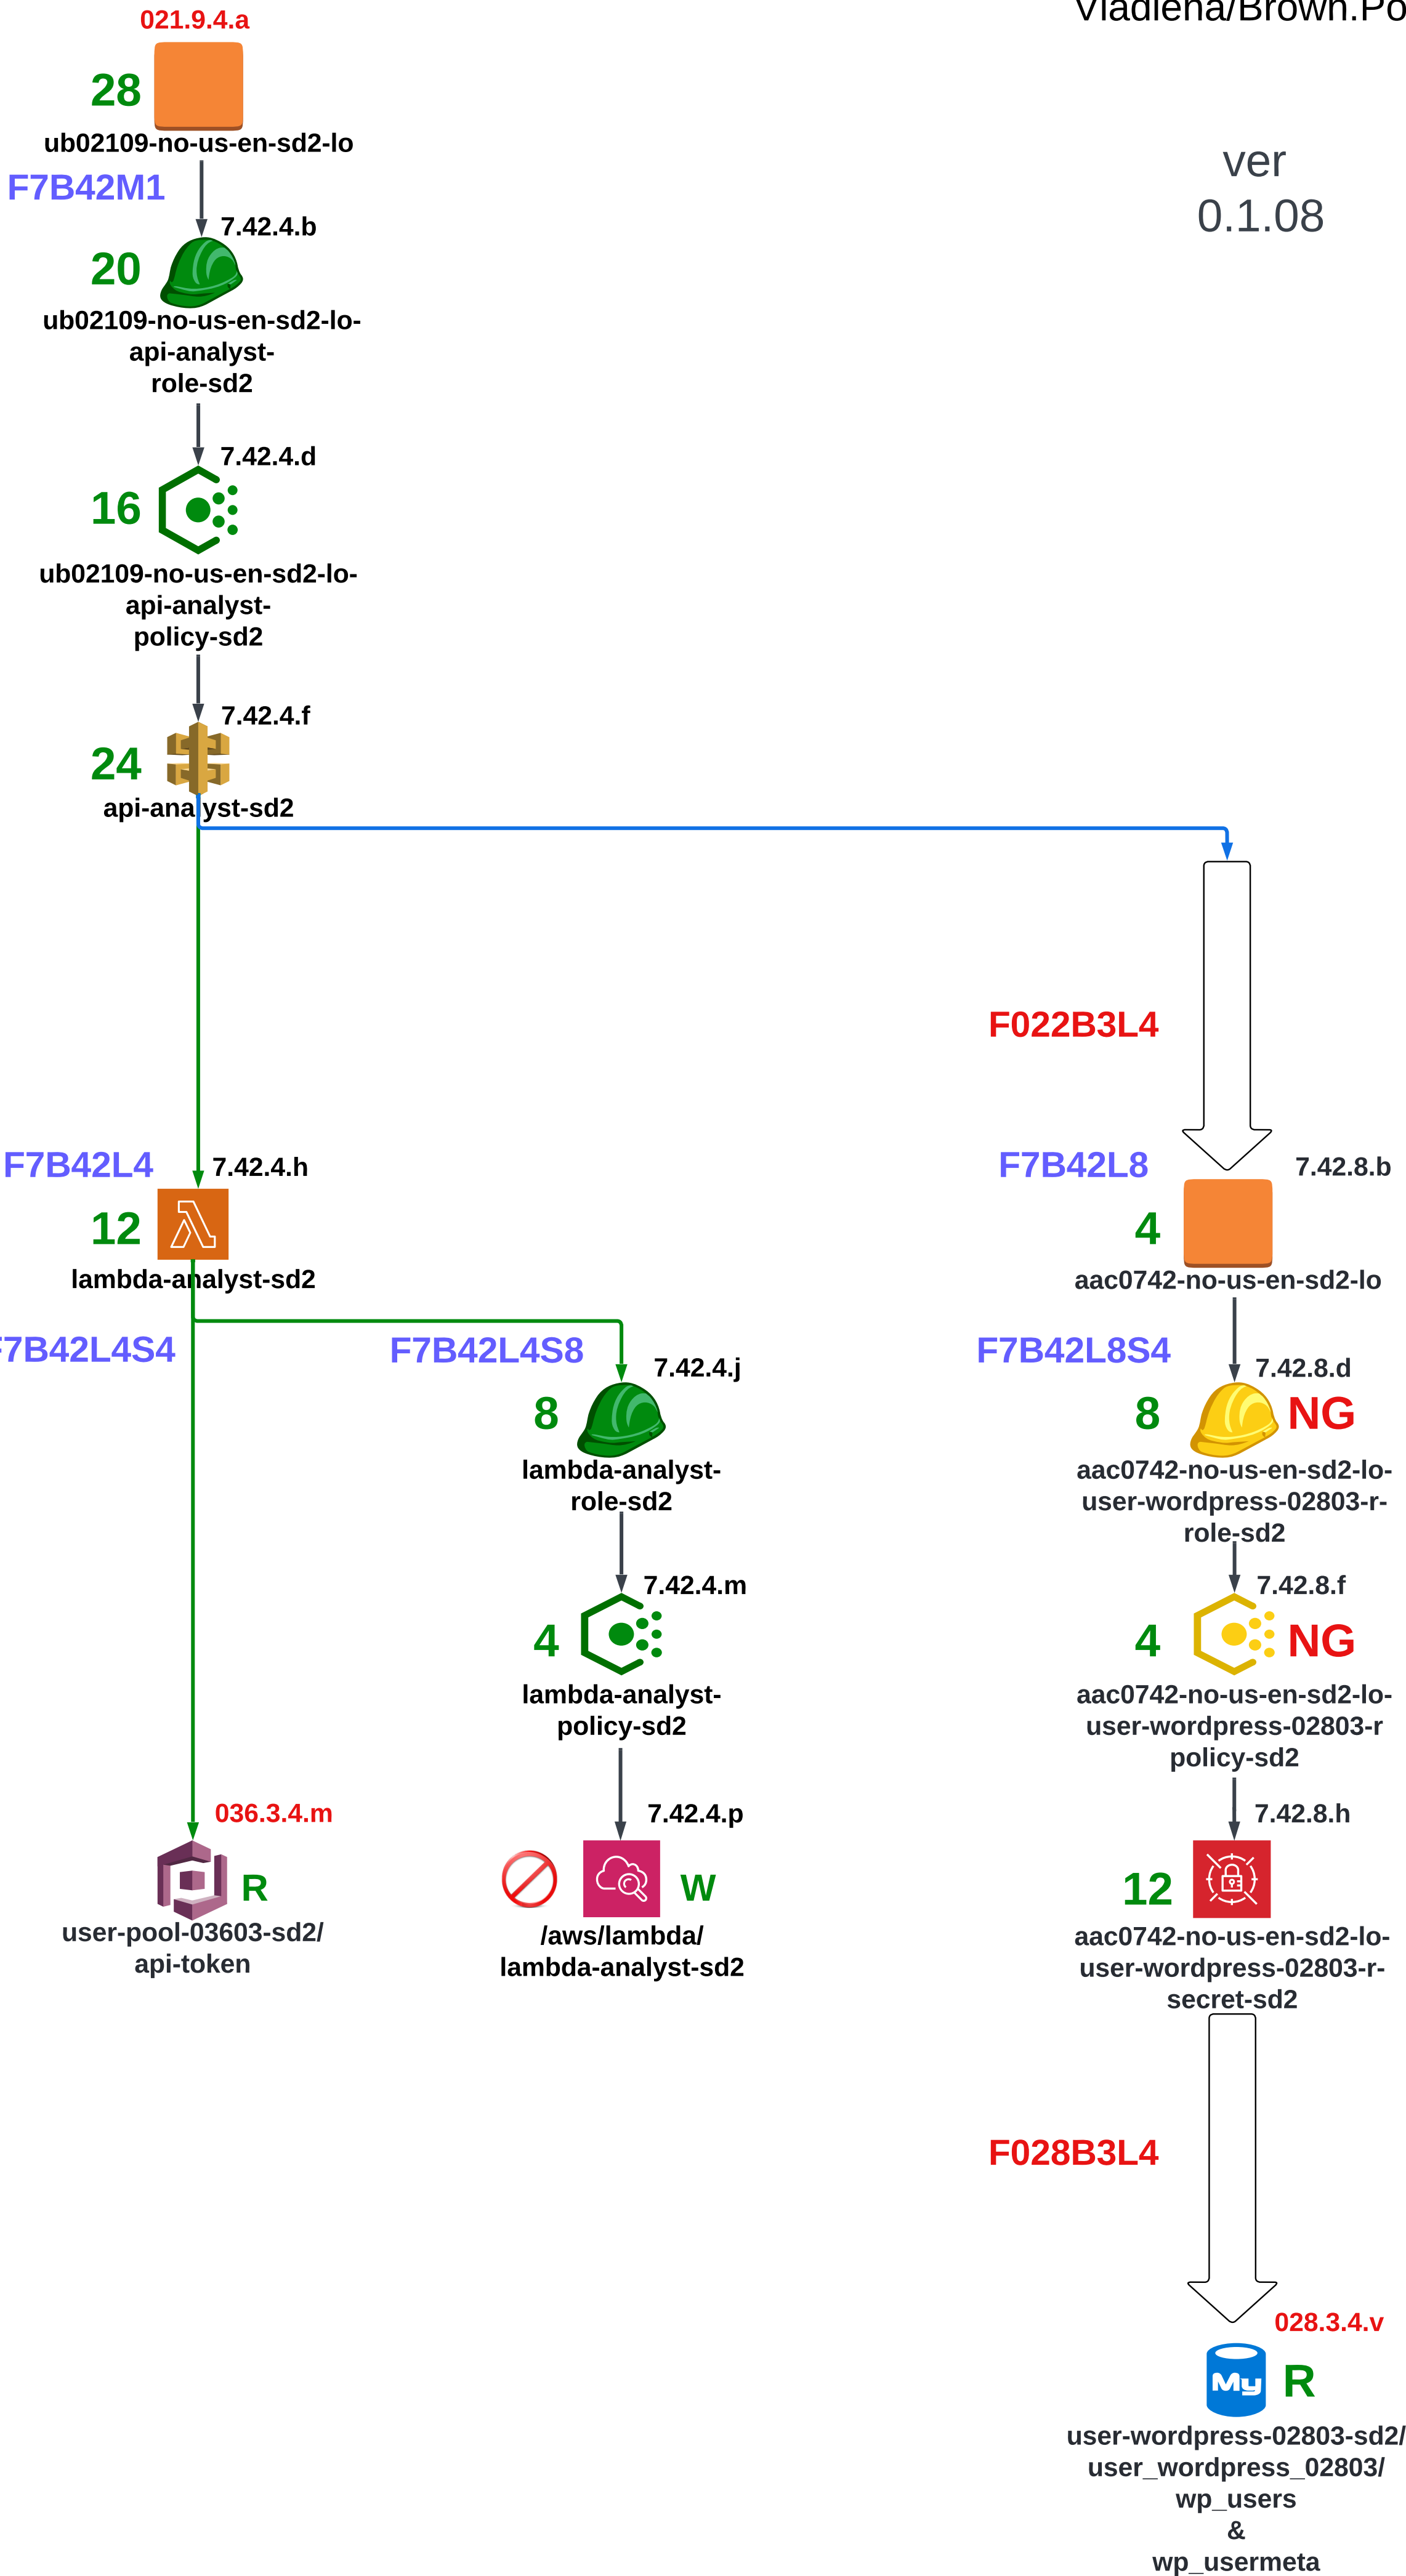 Vladlena/Brown.Po
021.9.4.a
28
ub02109-no-us-en-sd2-lo
ver
0.1.08
F7B42M1
7.42.4.b
20
ub02109-no-us-en-sd2-lo-
api-analyst-
role-sd2
7.42.4.d
16
ub02109-no-us-en-sd2-lo-
api-analyst-
policy-sd2
7.42.4.f
24
api-analyst-sd2
F022B3L4
F7B42L4
7.42.4.h
12
lambda-analyst-sd2
F7B42L8
7.42.8.b
4
aac0742-no-us-en-sd2-lo
F7B42L4S4
F7B42L4S8
7.42.4.j
8
lambda-analyst-
role-sd2
F7B42L8S4
7.42.8.d
8
NG
aac0742-no-us-en-sd2-lo-
user-wordpress-02803-r-
role-sd2
7.42.4.m
4
lambda-analyst-
policy-sd2
7.42.8.f
4
NG
aac0742-no-us-en-sd2-lo-
user-wordpress-02803-r
policy-sd2
036.3.4.m
R
user-pool-03603-sd2/
api-token
7.42.4.p
W
/aws/lambda/
lambda-analyst-sd2
7.42.8.h
12
aac0742-no-us-en-sd2-lo-
user-wordpress-02803-r-
secret-sd2
F028B3L4
028.3.4.v
My
R
user-wordpress-02803-sd2/
user_wordpress_02803/
wp_users
&
wp_usermeta